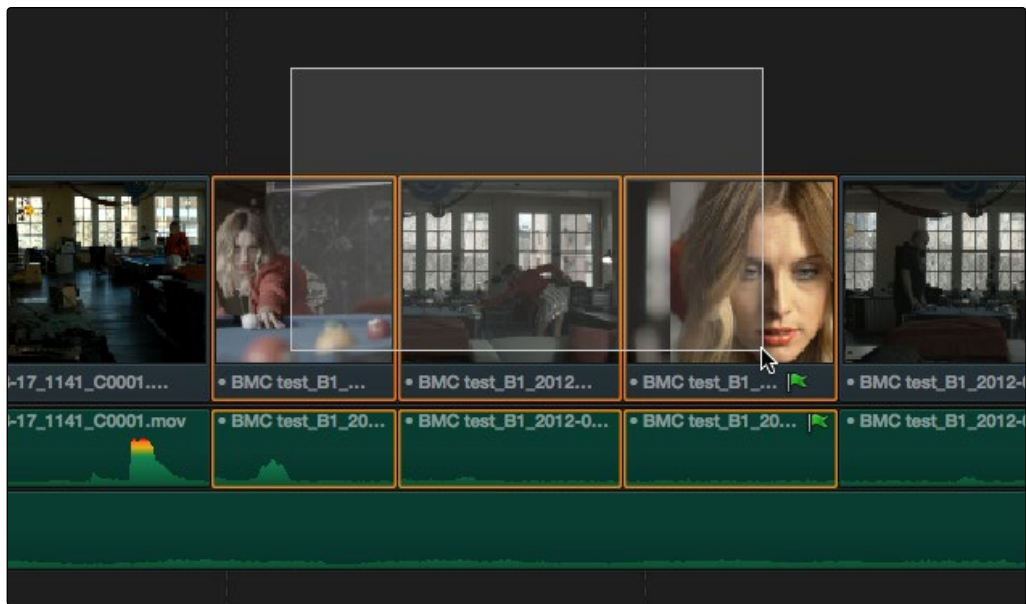 -17_1141_C0001....
• BMC test_B1_...
• BMC test_B1_2012...
• BMC test_B1_...
• BMC test_B1_2012-
-17_1141_C0001.mov
• BMC test_B1_20...
• BMC test_B1_2012-0...
• BMC test_B1_20...
• BMC test_B1_2012-